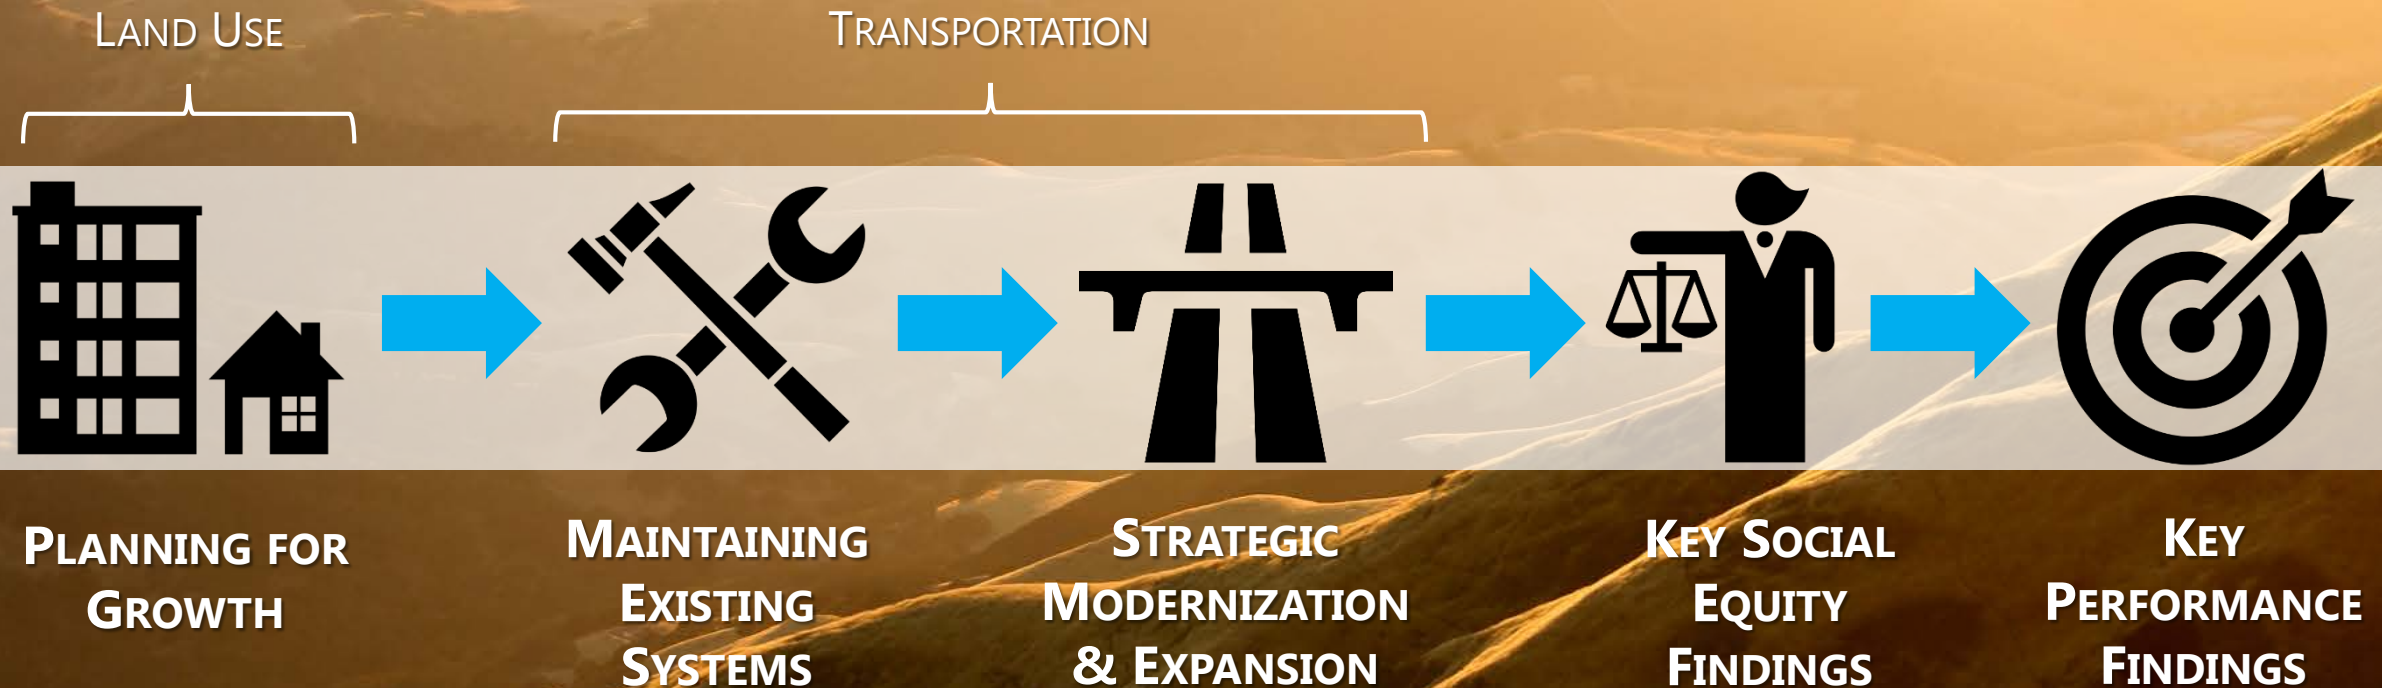 Land Use
Transportation
Planning for
Growth
Maintaining
Existing
Systems
Strategic
Modernization
& Expansion
Key Social
Equity
Findings
Key
Performance
Findings